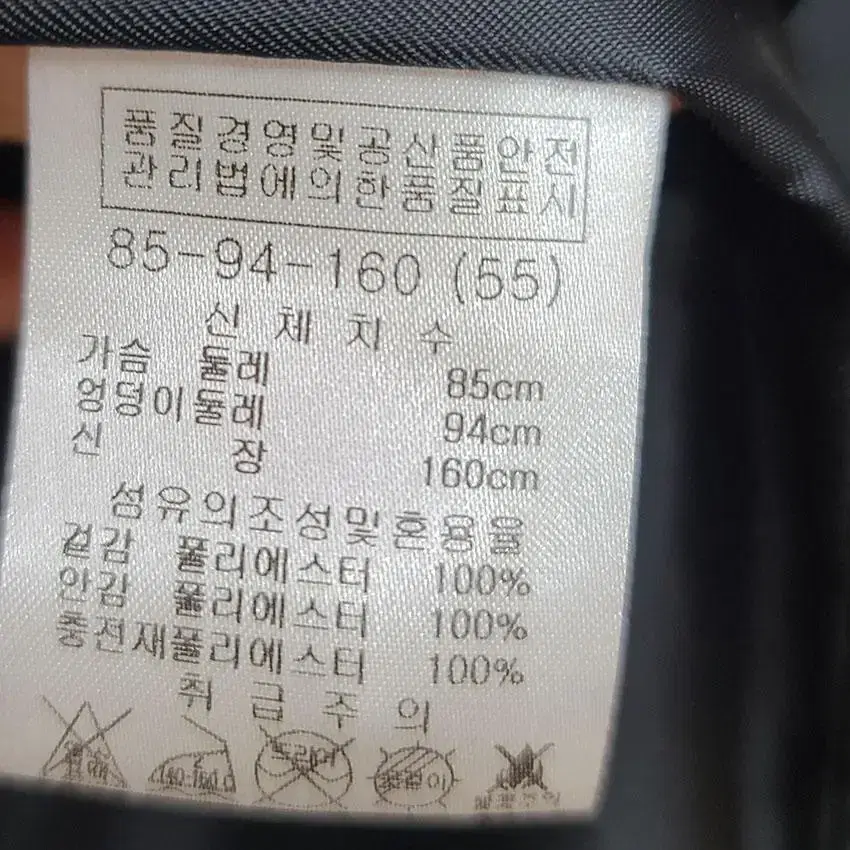 품질경영및공산품안전
관리법에의한품질표시
85-94-160 (55)
신 체 치 수
가슴 둘레 85cm
엉덩이둘레 94cm
신 장 160cm
섬유의조성및혼용율
겉감 폴리에스터 100%
안감 폴리에스터 100%
충전재폴리에스터 100%
취 급 주 의